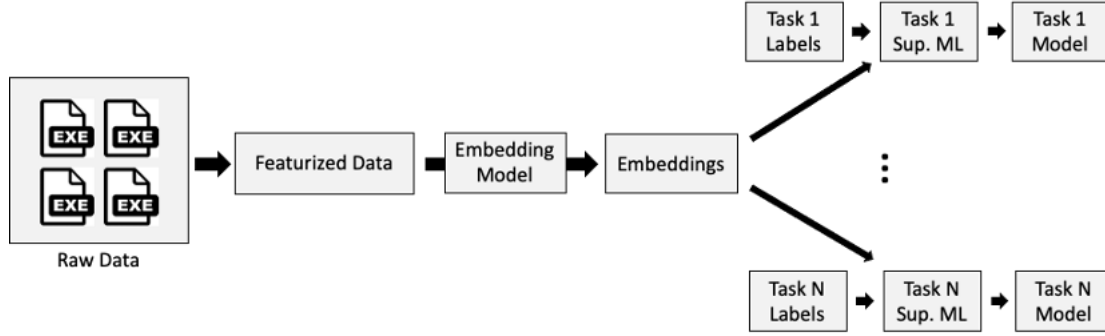 Task 1
Labels
Task 1
Sup. ML
Task 1
Model
EXE
EXE
EXE
EXE
Raw Data
Featurized Data
Embedding
Model
Embeddings
Task N
Labels
Task N
Sup. ML
Task N
Model